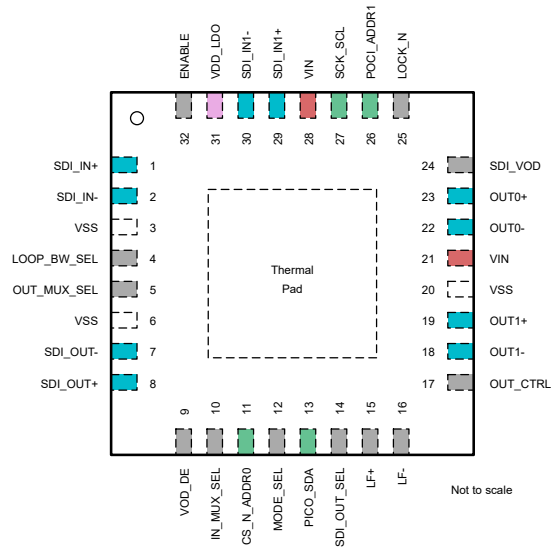 ENABLE
VDD_LDO
SDI_IN1-
SDI_IN1+
VIN
SCK_SCL
POCI_ADDR1
LOCK_N
32
31
30
29
28
27
26
25
SDI_IN+ 1
SDI_IN- 2
VSS 3
LOOP_BW_SEL 4
OUT_MUX_SEL 5
VSS 6
SDI_OUT- 7
SDI_OUT+ 8
Thermal
Pad
24 SDI_VOD
23 OUT0+
22 OUT0-
21 VIN
20 VSS
19 OUT1+
18 OUT1-
17 OUT_CTRL
9
10
11
12
13
14
15
16
VOD_DE
IN_MUX_SEL
CS_N_ADDR0
MODE_SEL
PICO_SDA
SDI_OUT_SEL
LF+
LF-
Not to scale